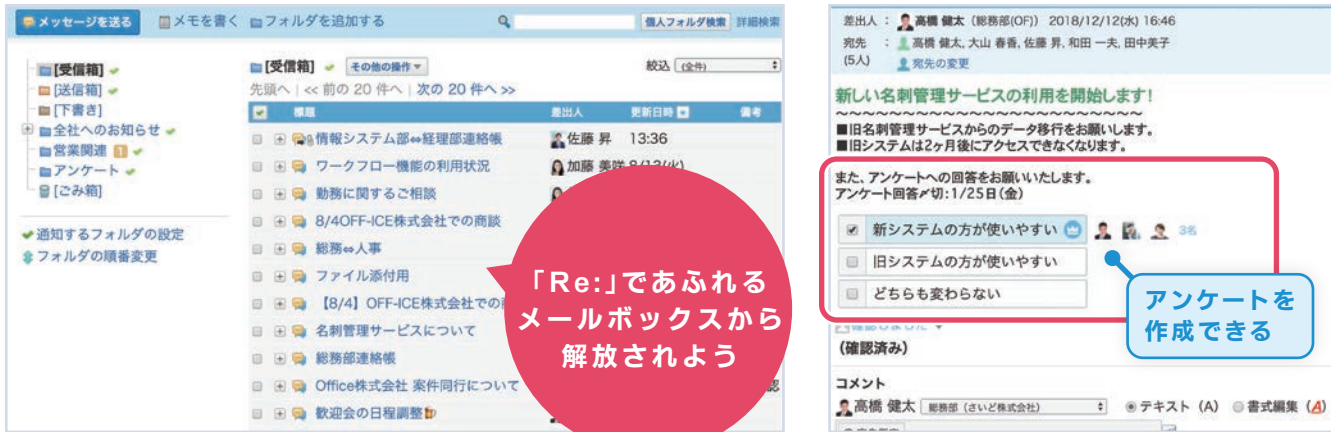 メッセージを送る
メモを書く
フォルダを追加する
個人フォルダ検索
詳細検索
[受信箱]
[送信箱]
[下書き]
全社へのお知らせ
営業関連 1
アンケート
[ごみ箱]
通知するフォルダの設定
フォルダの順番変更
[受信箱]
その他の操作
絞込 (全件)
先頭へ | << 前の 20 件へ | 次の 20 件へ >>
標題 差出人 更新日時 備考
情報システム部⇔経理部連絡帳 佐藤 昇 13:36
ワークフロー機能の利用状況 加藤 美咲 8/12(火)
勤務に関するご相談
8/4OFF-ICE株式会社での商談
総務⇔人事
ファイル添付用
【8/4】OFF-ICE株式会社での
名刺管理サービスについて
総務部連絡帳
Office株式会社 案件同行について
歓迎会の日程調整
「Re:」であふれる
メールボックスから
解放されよう
差出人 : 高橋 健太 (総務部(OF)) 2018/12/12(水) 16:46
宛先 : 高橋 健太, 大山 春香, 佐藤 昇, 和田 一夫, 田中美子
(5人) 宛先の変更
新しい名刺管理サービスの利用を開始します!
~~~~~~~~~~~~~~~~~~~~~~~
■旧名刺管理サービスからのデータ移行をお願いします。
■旧システムは2ヶ月後にアクセスできなくなります。
また、アンケートへの回答をお願いいたします。
アンケート回答〆切:1/25日(金)
新システムの方が使いやすい 3名
旧システムの方が使いやすい
どちらも変わらない
アンケートを
作成できる
確認しました
(確認済み)
コメント
高橋 健太 総務部 (さいど株式会社) テキスト (A) 書式編集 (A)